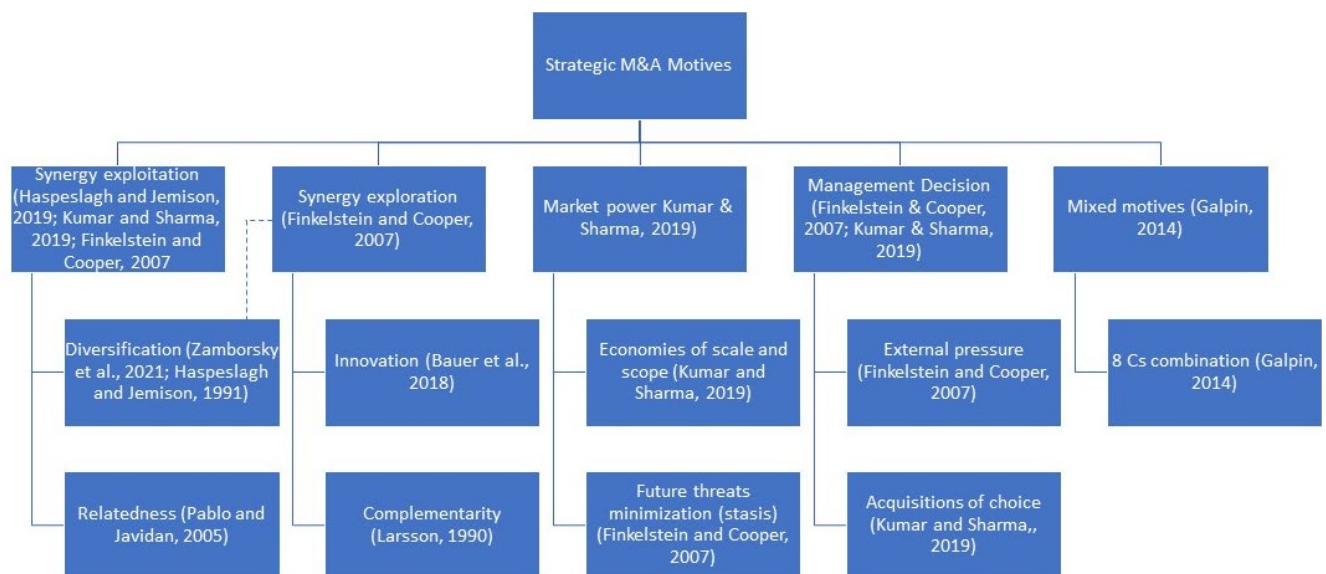 Strategic M&A Motives
Synergy exploitation
(Haspeslagh and Jemison,
2019; Kumar and Sharma,
2019; Finkelstein and
Cooper, 2007
Synergy exploration
(Finkelstein and Cooper,
2007)
Market power Kumar &
Sharma, 2019)
Management Decision
(Finkelstein & Cooper,
2007; Kumar & Sharma,
2019)
Mixed motives (Galpin,
2014)
Diversification (Zamborsky
et al., 2021; Haspeslagh
and Jemison, 1991)
Innovation (Bauer et al.,
2018)
Economies of scale and
scope (Kumar and
Sharma, 2019)
External pressure
(Finkelstein and Cooper,
2007)
8 Cs combination (Galpin,
2014)
Relatedness (Pablo and
Javidan, 2005)
Complementarity
(Larsson, 1990)
Future threats
minimization (stasis)
(Finkelstein and Cooper,
2007)
Acquisitions of choice
(Kumar and Sharma,,
2019)